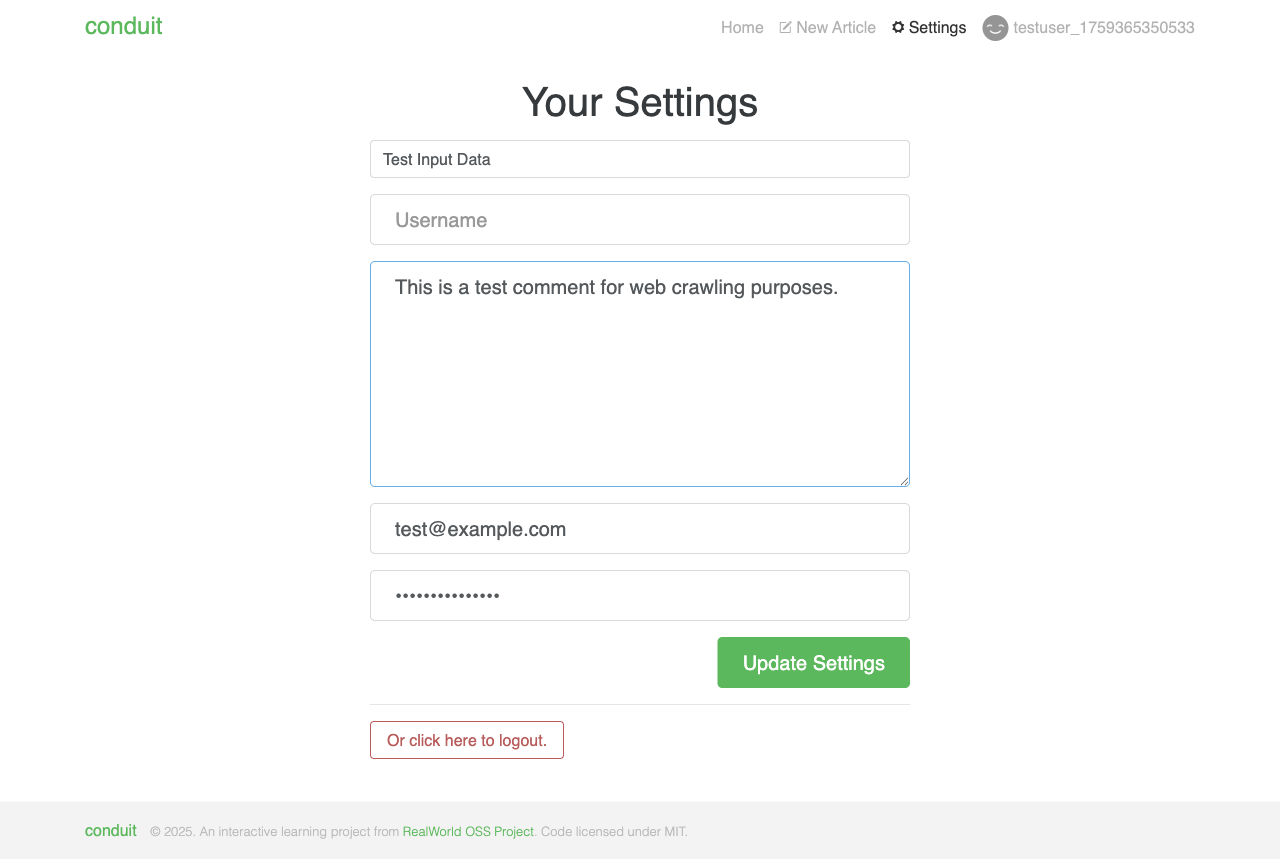 conduit
Home New Article Settings testuser_1759365350533
Your Settings
Test Input Data
Username
This is a test comment for web crawling purposes.
test@example.com
•••••••••••••••
Update Settings
Or click here to logout.
conduit © 2025. An interactive learning project from RealWorld OSS Project. Code licensed under MIT.